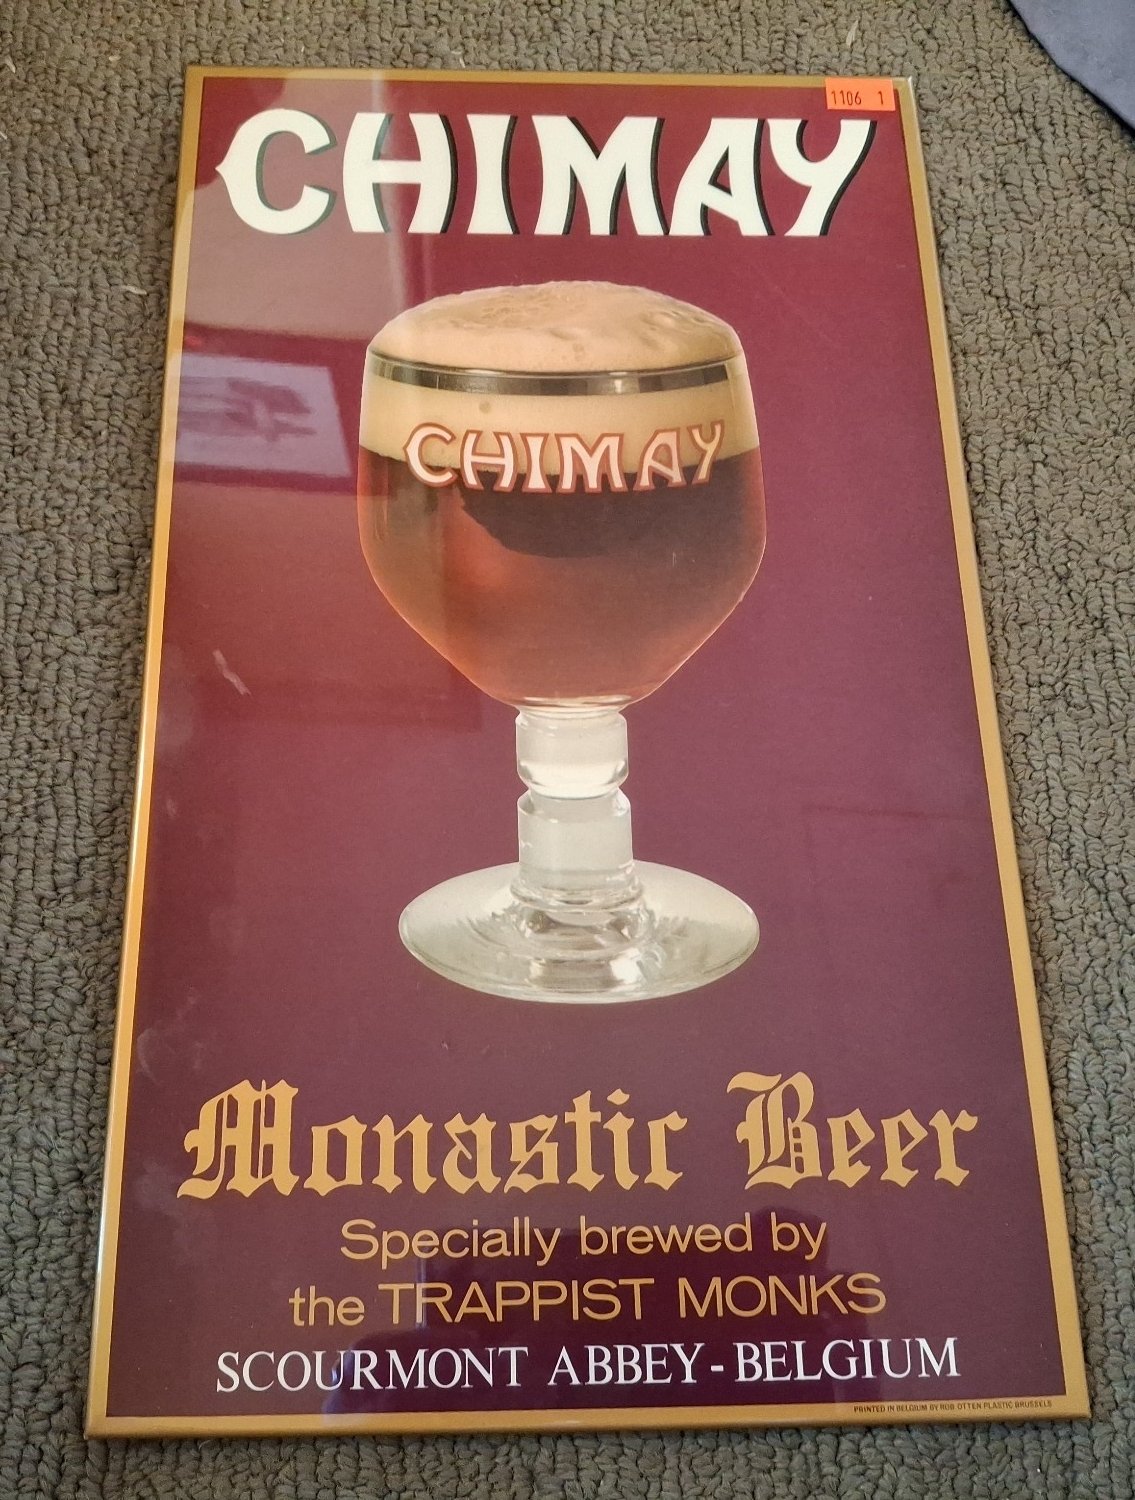 1106 1
CHIMAY
CHIMAY
Monastic Beer
Specially brewed by
the TRAPPIST MONKS
SCOURMONT ABBEY - BELGIUM
PRINTED IN BELGIUM BY ROB OTTEN PLASTIC BRUSSELS